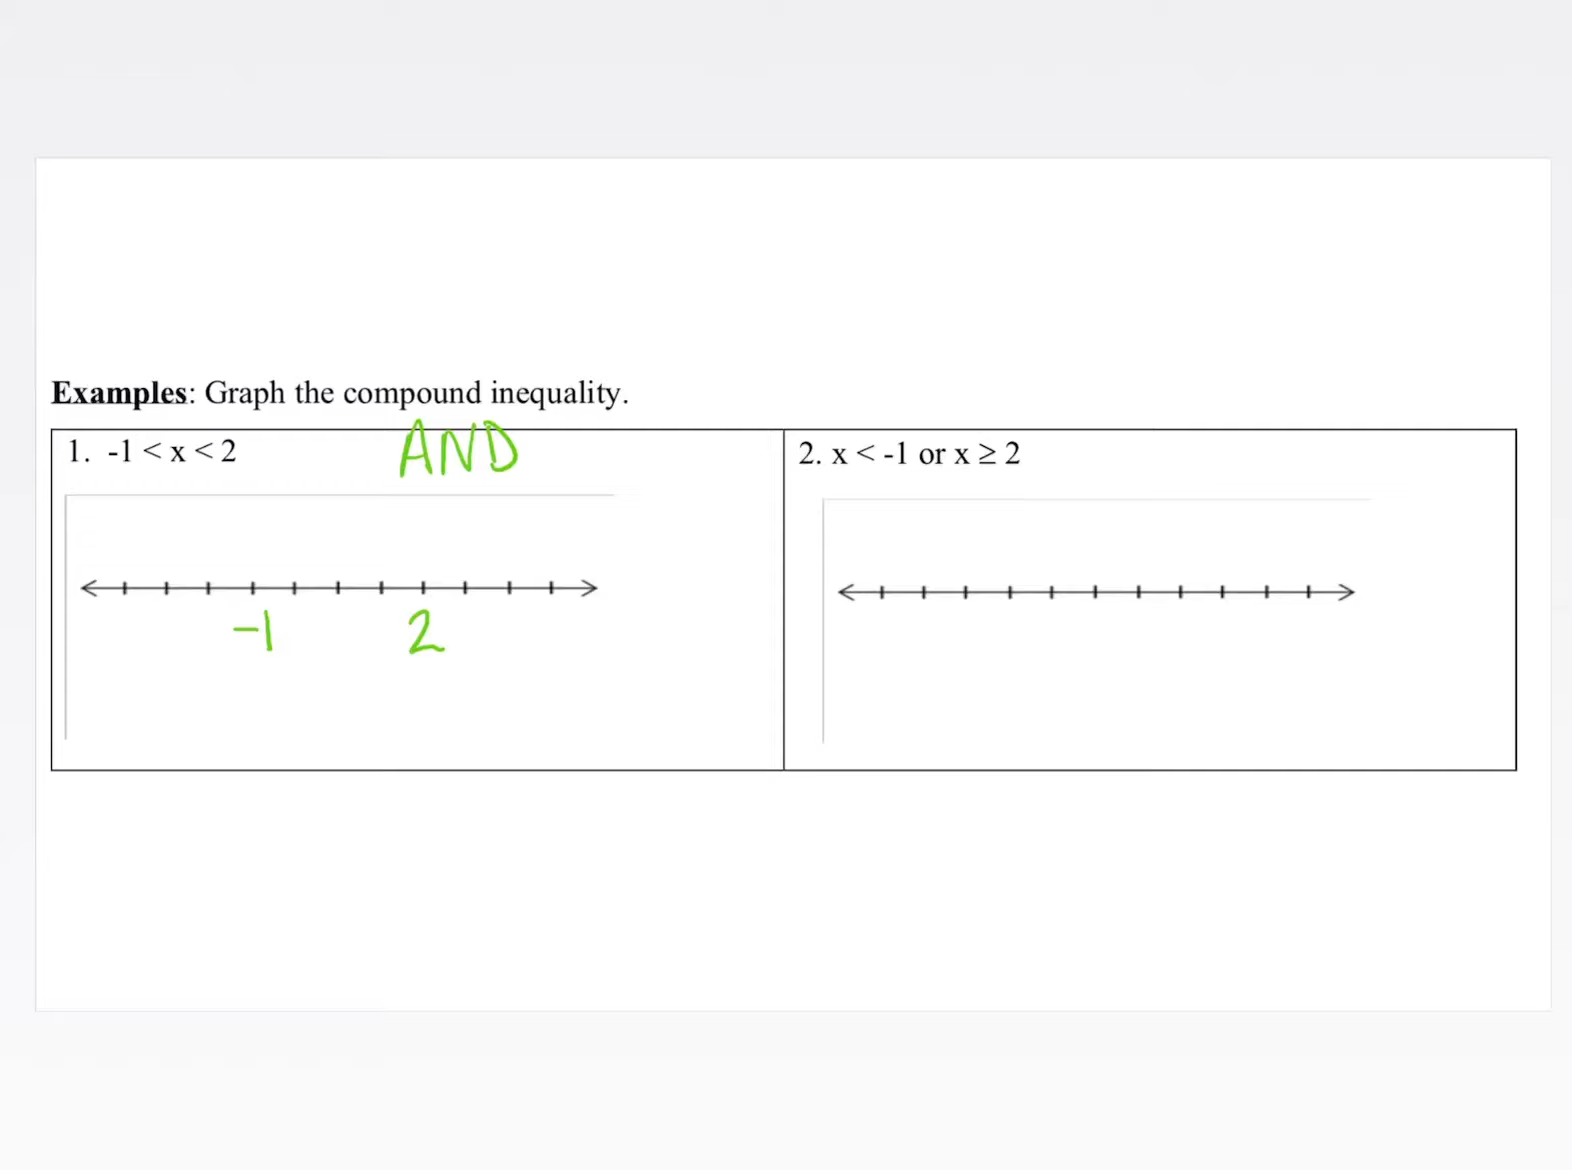 Examples: Graph the compound inequality.
1. -1 < x < 2 AND
-1 2
2. x < -1 or x ≥ 2